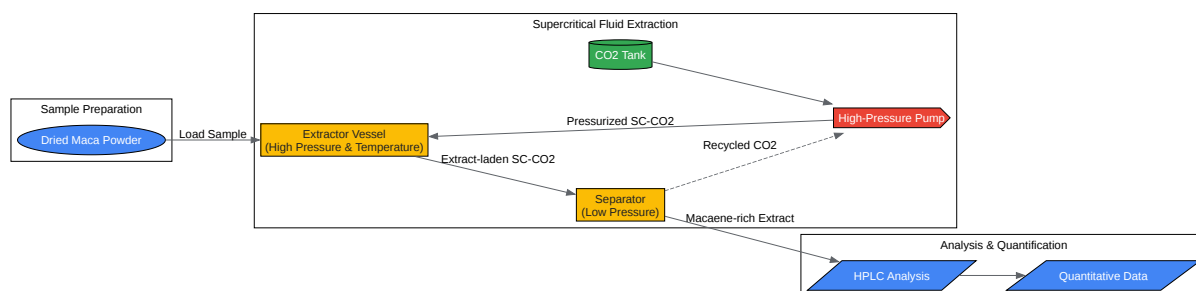 Supercritical Fluid Extraction
CO2 Tank
Sample Preparation
Dried Maca Powder
Load Sample
Extractor Vessel
(High Pressure & Temperature)
Pressurized SC-CO2
High-Pressure Pump
Extract-laden SC-CO2
Recycled CO2
Separator
(Low Pressure)
Macaene-rich Extract
Analysis & Quantification
HPLC Analysis
Quantitative Data